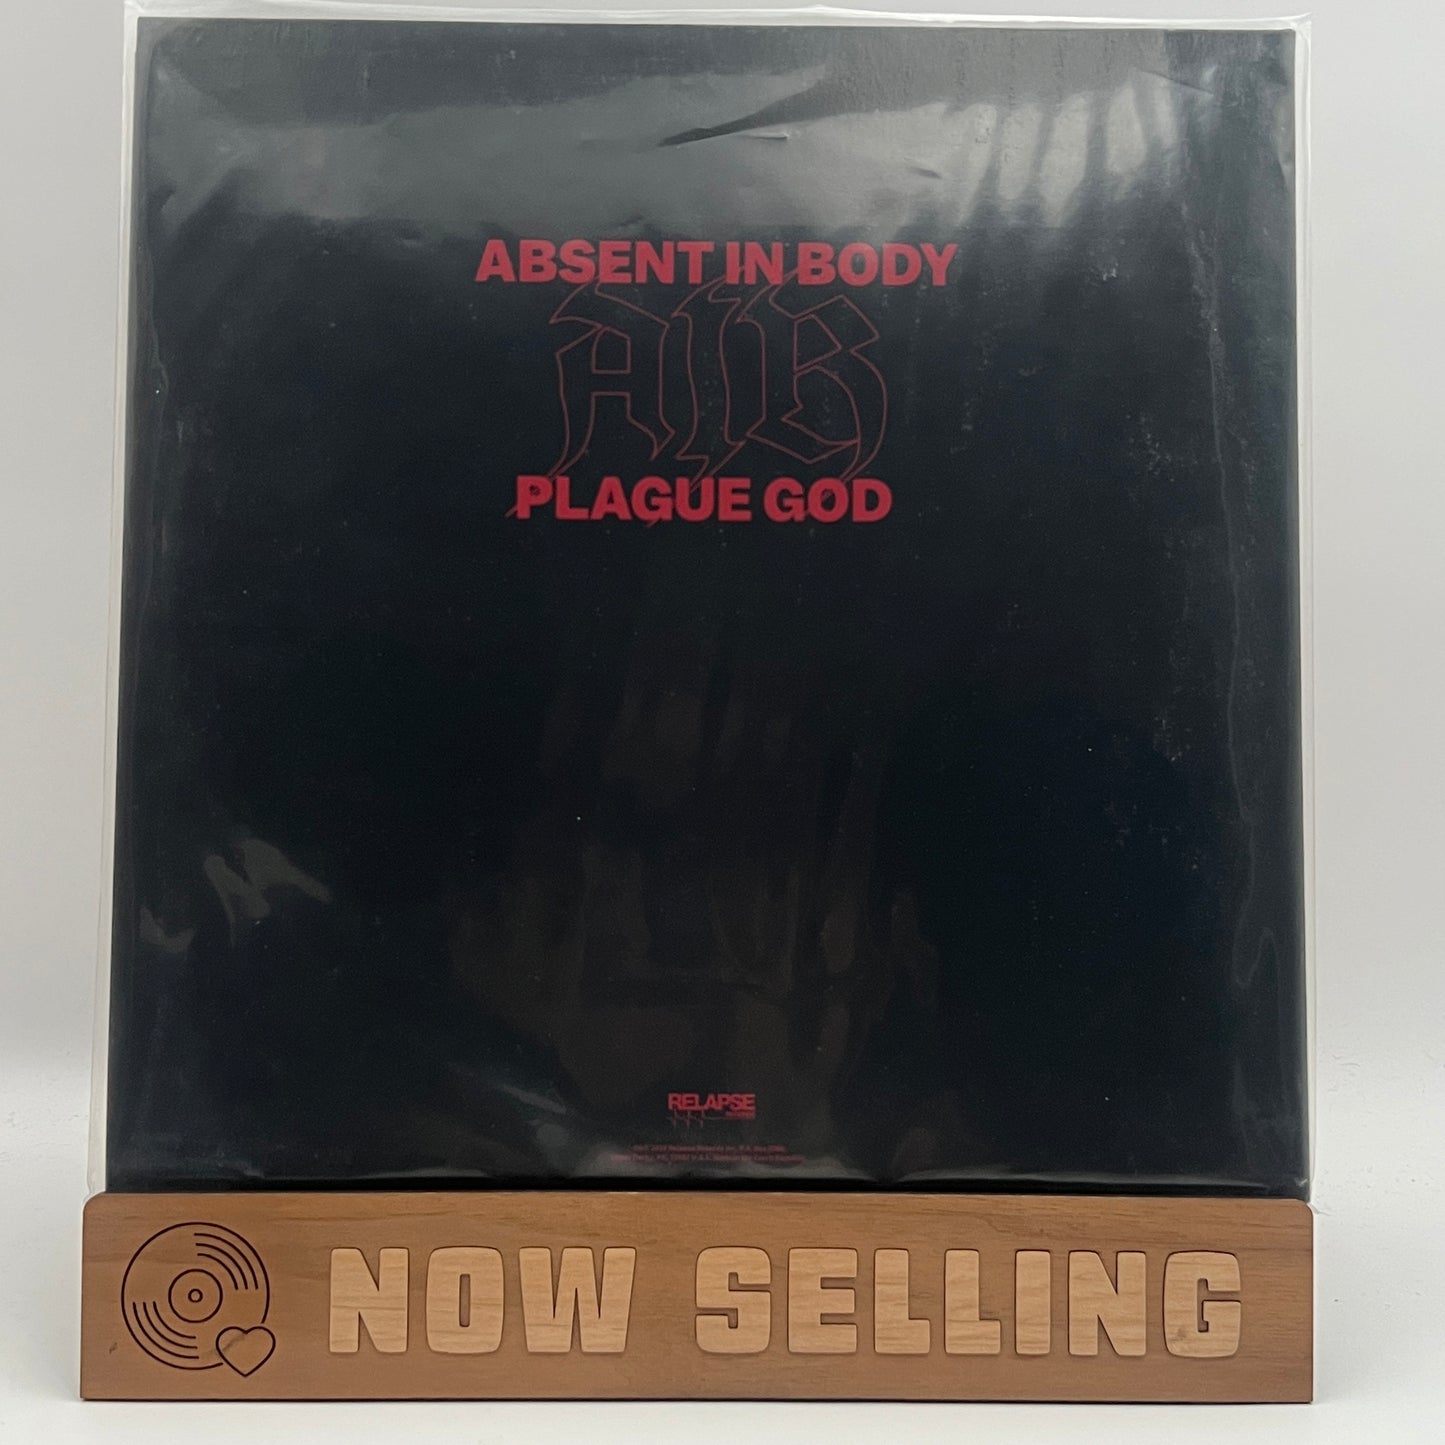 ABSENT IN BODY
AIB
PLAGUE GOD
RELAPSE
NOW SELLING